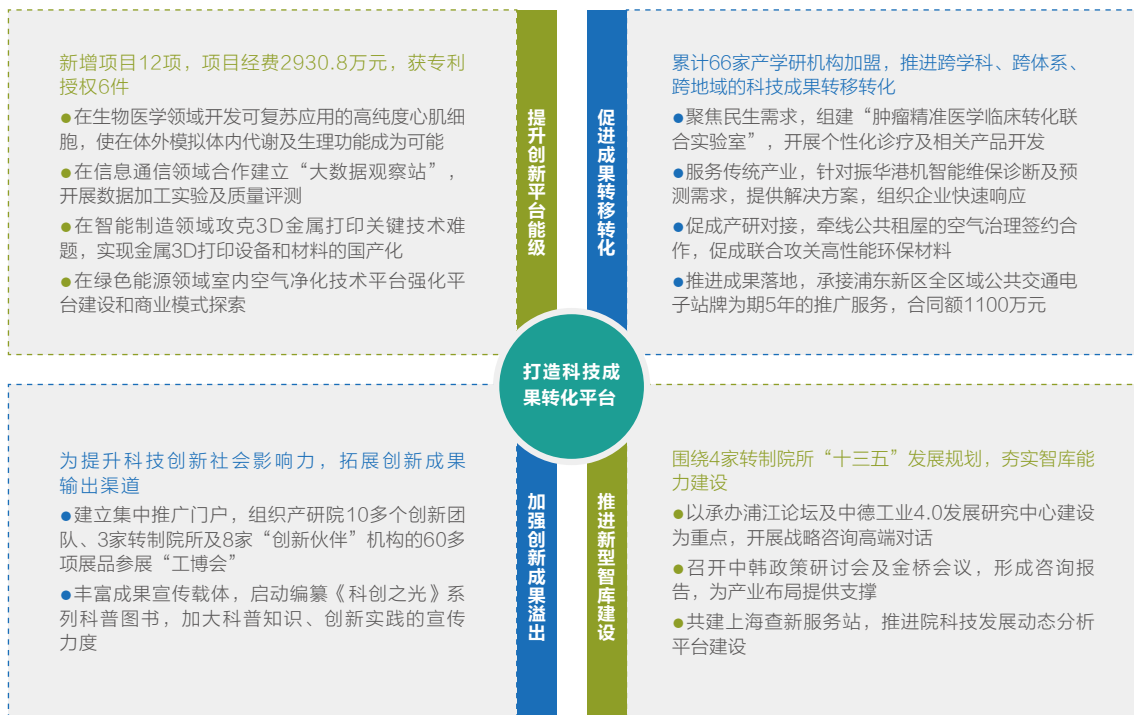 新增项目12项，项目经费2930.8万元，获专利
授权6件
●在生物医学领域开发可复苏应用的高纯度心肌细
胞，使在体外模拟体内代谢及生理功能成为可能
●在信息通信领域合作建立“大数据观察站”，
开展数据加工实验及质量评测
●在智能制造领域攻克3D金属打印关键技术难
题，实现金属3D打印设备和材料的国产化
●在绿色能源领域室内空气净化技术平台强化平
台建设和商业模式探索
提升创新平台能级
促进成果转移转化
累计66家产学研机构加盟，推进跨学科、跨体系、
跨地域的科技成果转移转化
●聚焦民生需求，组建“肿瘤精准医学临床转化联
合实验室”，开展个性化诊疗及相关产品开发
●服务传统产业，针对振华港机智能维保诊断及预
测需求，提供解决方案，组织企业快速响应
●促成产研对接，牵线公共租屋的空气治理签约合
作，促成联合攻关高性能环保材料
●推进成果落地，承接浦东新区全区域公共交通电
子站牌为期5年的推广服务，合同额1100万元
打造科技成
果转化平台
为提升科技创新社会影响力，拓展创新成果
输出渠道
●建立集中推广门户，组织产研院10多个创新团
队、3家转制院所及8家“创新伙伴”机构的60多
项展品参展“工博会”
●丰富成果宣传载体，启动编纂《科创之光》系
列科普图书，加大科普知识、创新实践的宣传
力度
加强创新成果溢出
推进新型智库建设
围绕4家转制院所“十三五”发展规划，夯实智库能
力建设
●以承办浦江论坛及中德工业4.0发展研究中心建设
为重点，开展战略咨询高端对话
●召开中韩政策研讨会及金桥会议，形成咨询报
告，为产业布局提供支撑
●共建上海查新服务站，推进院科技发展动态分析
平台建设